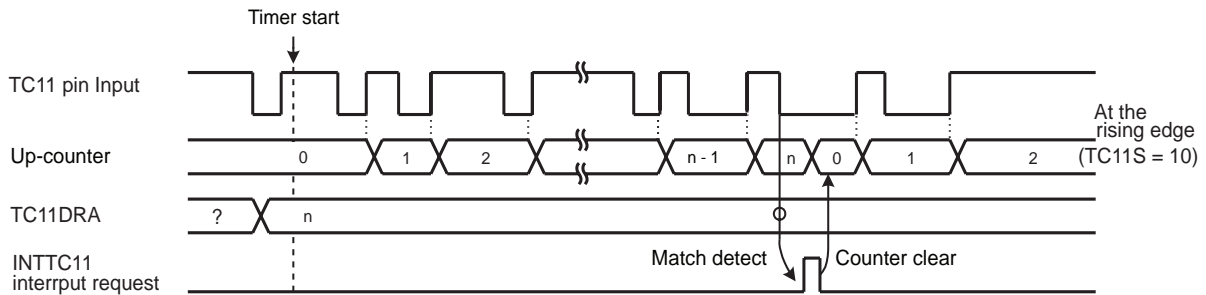 Timer start
TC11 pin Input
At the
rising edge
(TC11S = 10)
Up-counter
0
1
2
n - 1
n
0
1
2
TC11DRA
?
n
Match detect
Counter clear
INTTC11
interrput request